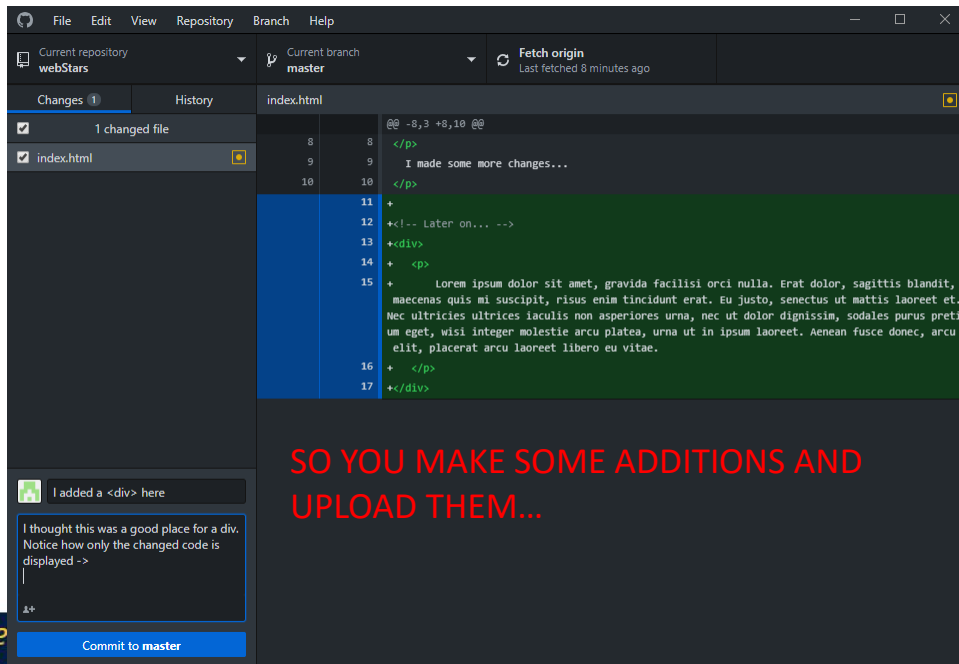 File Edit View Repository Branch Help
Current repository
webStars
Current branch
master
Fetch origin
Last fetched 8 minutes ago
Changes 1 History
index.html
1 changed file
index.html
@@ -8,3 +8,10 @@
8 8 </p>
9 9 I made some more changes...
10 10 </p>
11 +
12 +<!-- Later on... -->
13 +<div>
14 + <p>
15 + Lorem ipsum dolor sit amet, gravida facilisi orci nulla. Erat dolor, sagittis blandit,
maecenas quis mi suscipit, risus enim tincidunt erat. Eu justo, senectus ut mattis laoreet et.
Nec ultricies ultrices iaculis non asperiores urna, nec ut dolor dignissim, sodales purus preti
um eget, wisi integer molestie arcu platea, urna ut in ipsum laoreet. Aenean fusce donec, arcu
elit, placerat arcu laoreet libero eu vitae.
16 + </p>
17 +</div>
SO YOU MAKE SOME ADDITIONS AND
UPLOAD THEM...
I added a <div> here
I thought this was a good place for a div.
Notice how only the changed code is
displayed ->
Commit to master